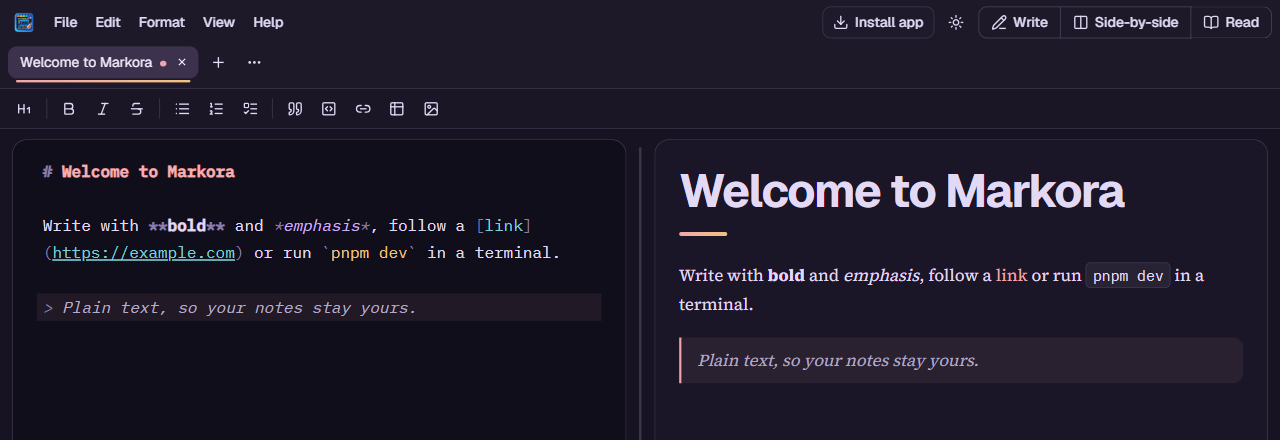 File Edit Format View Help Install app Write Side-by-side Read
Welcome to Markora
H1
# Welcome to Markora
Write with **bold** and *emphasis*, follow a [link]
(https://example.com) or run `pnpm dev` in a terminal.
> Plain text, so your notes stay yours.
Welcome to Markora
Write with bold and emphasis, follow a link or run pnpm dev in a
terminal.
Plain text, so your notes stay yours.